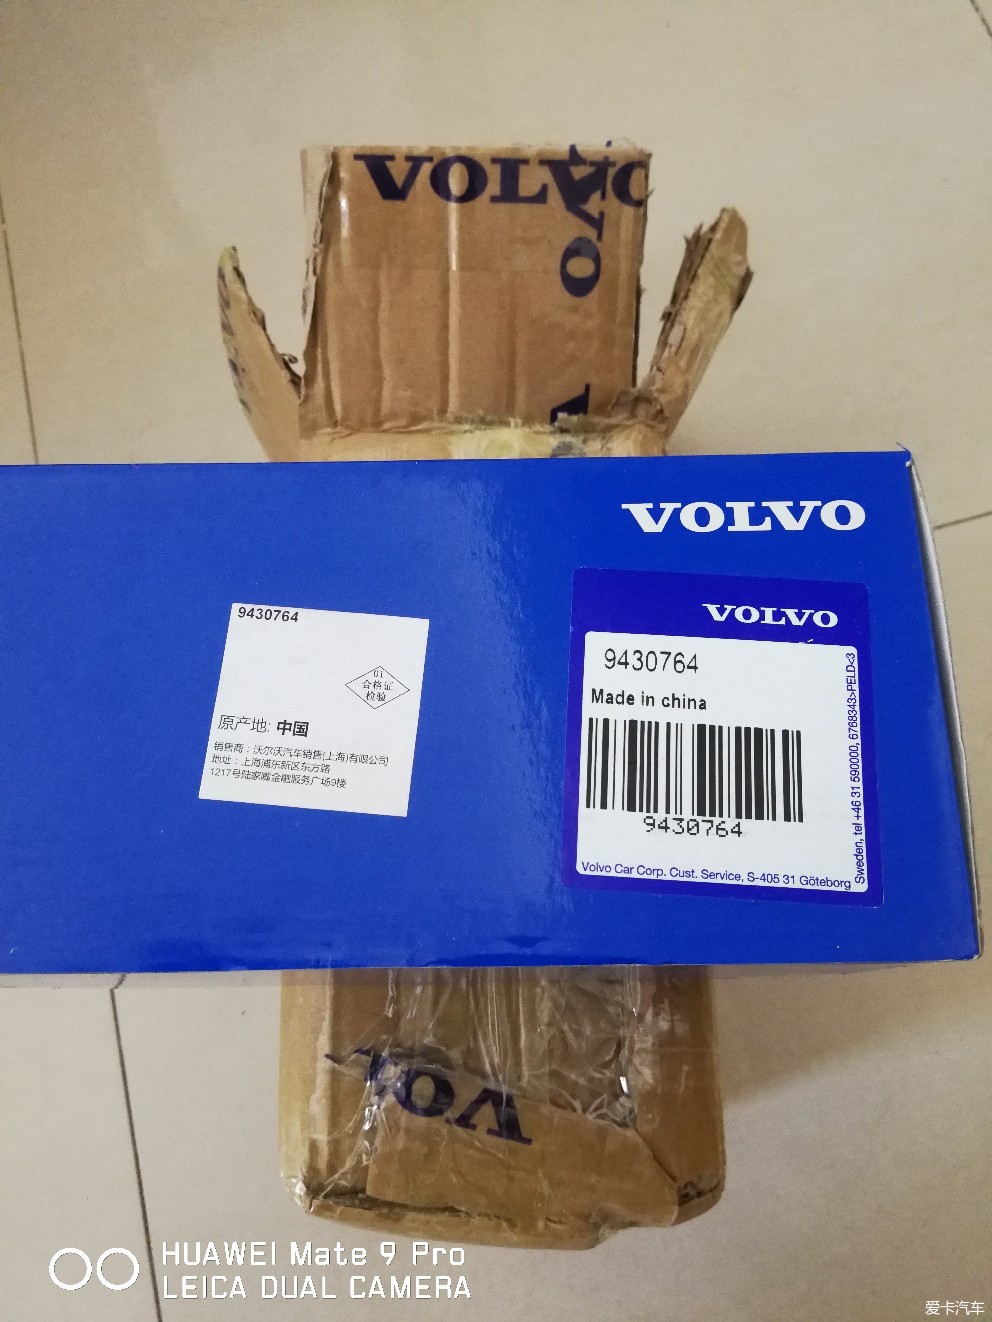 VOLVO
VO
V
VOLVO
9430764
01
合格证
检验
原产地: 中国
销售商：沃尔沃汽车销售(上海)有限公司
地址：上海浦东新区东方路
1217号陆家嘴金融服务广场9楼
VOLVO
9430764
Made in china
9430764
Volvo Car Corp. Cust. Service, S-405 31 Göteborg
Sweden, tel +46 31 590000, 6768343>PELD<3
VOL
HUAWEI Mate 9 Pro
LEICA DUAL CAMERA
爱卡汽车